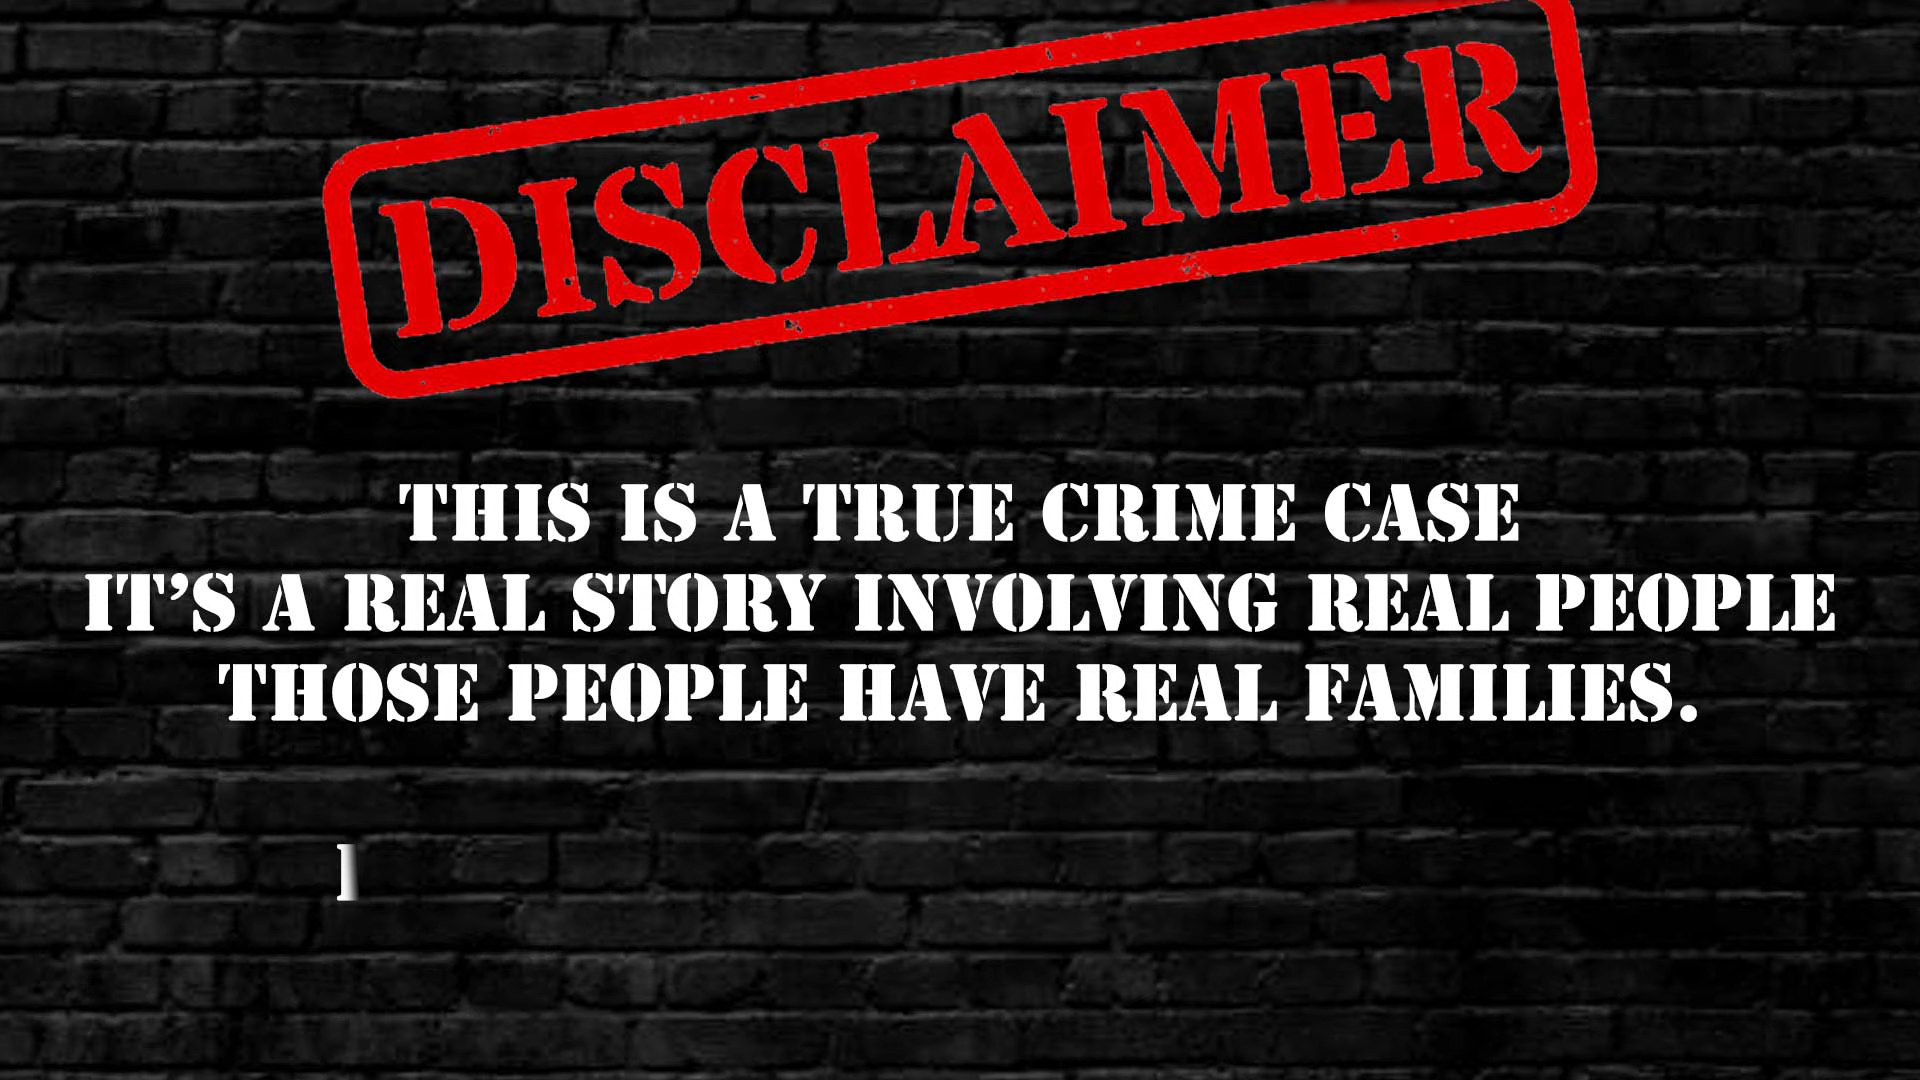 DISCLAIMER
THIS IS A TRUE CRIME CASE
IT’S A REAL STORY INVOLVING REAL PEOPLE
THOSE PEOPLE HAVE REAL FAMILIES.